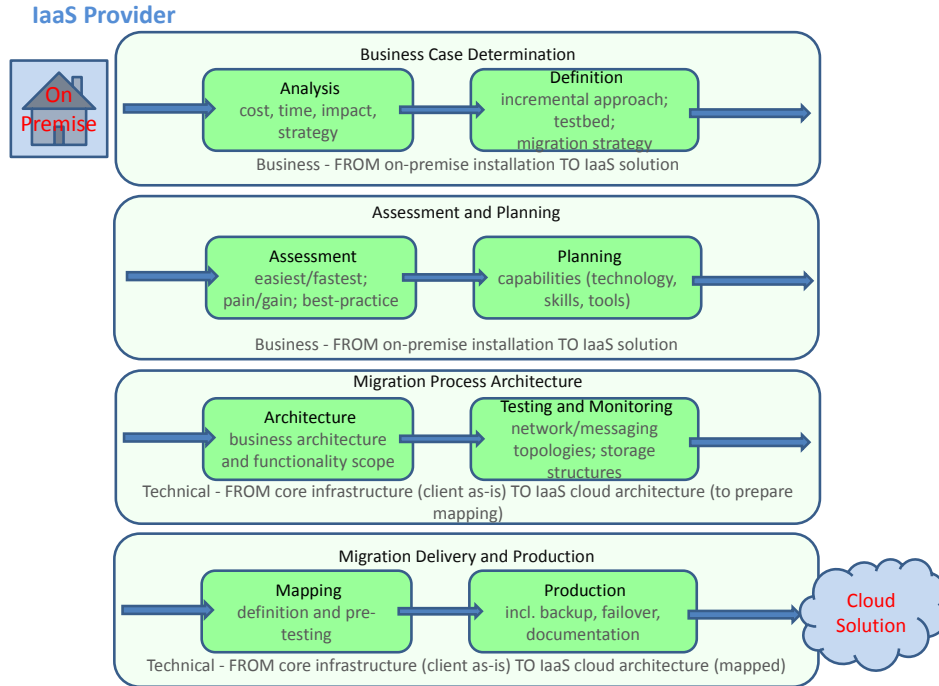 IaaS Provider
On
Premise
Business Case Determination
Analysis
cost, time, impact,
strategy
Definition
incremental approach;
testbed;
migration strategy
Business - FROM on-premise installation TO IaaS solution
Assessment and Planning
Assessment
easiest/fastest;
pain/gain; best-practice
Planning
capabilities (technology,
skills, tools)
Business - FROM on-premise installation TO IaaS solution
Migration Process Architecture
Architecture
business architecture
and functionality scope
Testing and Monitoring
network/messaging
topologies; storage
structures
Technical - FROM core infrastructure (client as-is) TO IaaS cloud architecture (to prepare
mapping)
Migration Delivery and Production
Mapping
definition and pre-
testing
Production
incl. backup, failover,
documentation
Cloud
Solution
Technical - FROM core infrastructure (client as-is) TO IaaS cloud architecture (mapped)